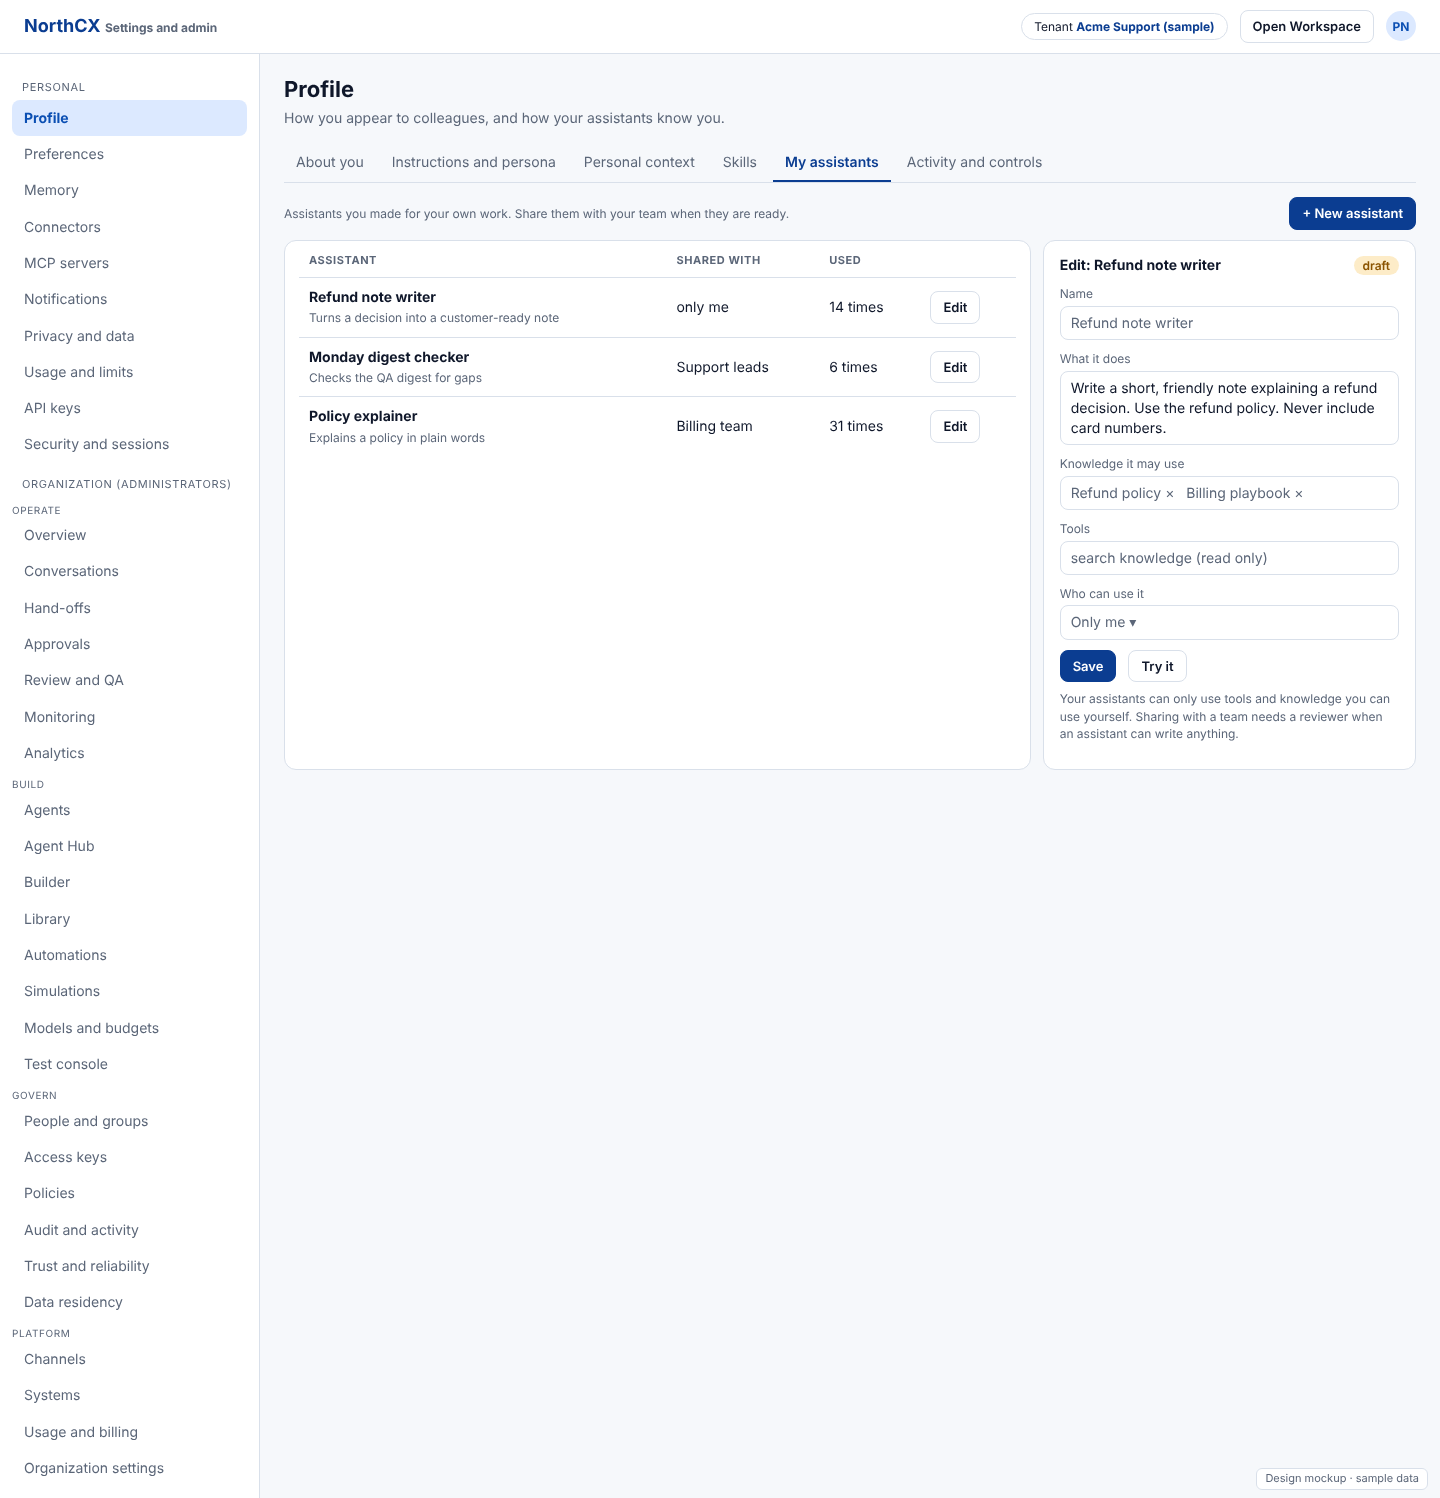 NorthCX Settings and admin
Tenant Acme Support (sample)
Open Workspace
PN
PERSONAL
Profile
Preferences
Memory
Connectors
MCP servers
Notifications
Privacy and data
Usage and limits
API keys
Security and sessions
ORGANIZATION (ADMINISTRATORS)
OPERATE
Overview
Conversations
Hand-offs
Approvals
Review and QA
Monitoring
Analytics
BUILD
Agents
Agent Hub
Builder
Library
Automations
Simulations
Models and budgets
Test console
GOVERN
People and groups
Access keys
Policies
Audit and activity
Trust and reliability
Data residency
PLATFORM
Channels
Systems
Usage and billing
Organization settings
Profile
How you appear to colleagues, and how your assistants know you.
About you Instructions and persona Personal context Skills My assistants Activity and controls
Assistants you made for your own work. Share them with your team when they are ready.
+ New assistant
ASSISTANT SHARED WITH USED
Refund note writer
Turns a decision into a customer-ready note
only me 14 times Edit
Monday digest checker
Checks the QA digest for gaps
Support leads 6 times Edit
Policy explainer
Explains a policy in plain words
Billing team 31 times Edit
Edit: Refund note writer draft
Name
Refund note writer
What it does
Write a short, friendly note explaining a refund
decision. Use the refund policy. Never include
card numbers.
Knowledge it may use
Refund policy × Billing playbook ×
Tools
search knowledge (read only)
Who can use it
Only me ▾
Save Try it
Your assistants can only use tools and knowledge you can
use yourself. Sharing with a team needs a reviewer when
an assistant can write anything.
Design mockup · sample data